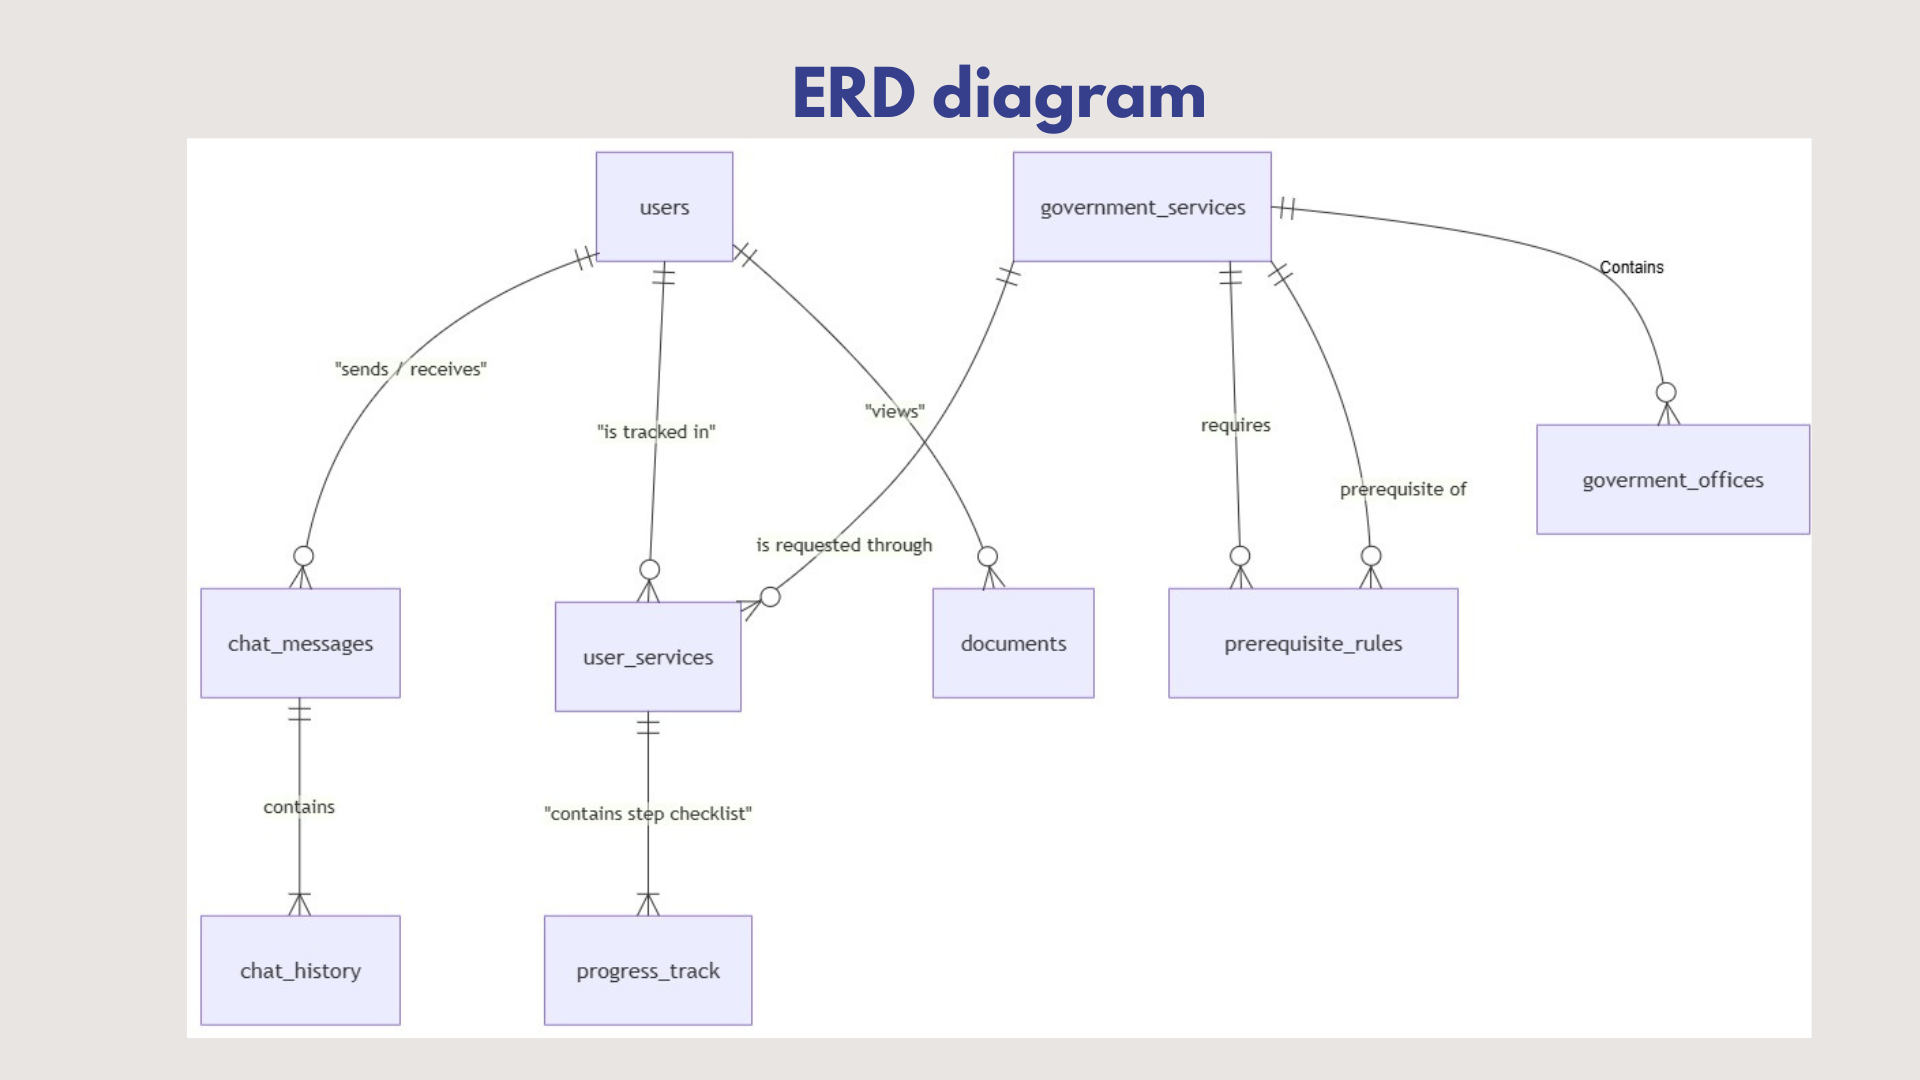 ERD diagram
users
government_services
Contains
"sends / receives"
"views"
"is tracked in"
requires
prerequisite of
goverment_offices
is requested through
chat_messages
user_services
documents
prerequisite_rules
contains
"contains step checklist"
chat_history
progress_track